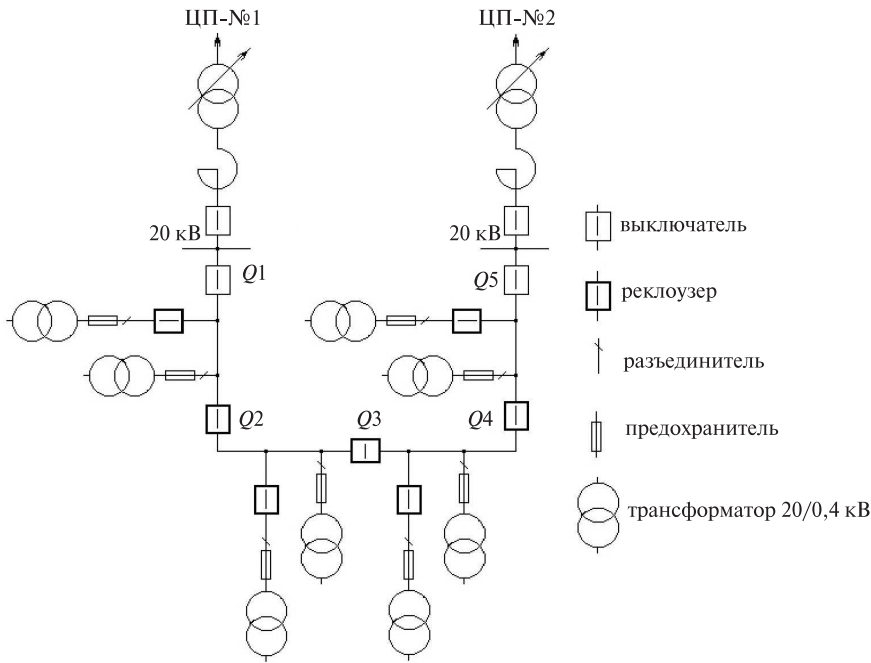 ЦП-№1
ЦП-№2
20 кВ
20 кВ
выключатель
Q1
Q5
реклоузер
разъединитель
Q2
Q3
Q4
предохранитель
трансформатор 20/0,4 кВ